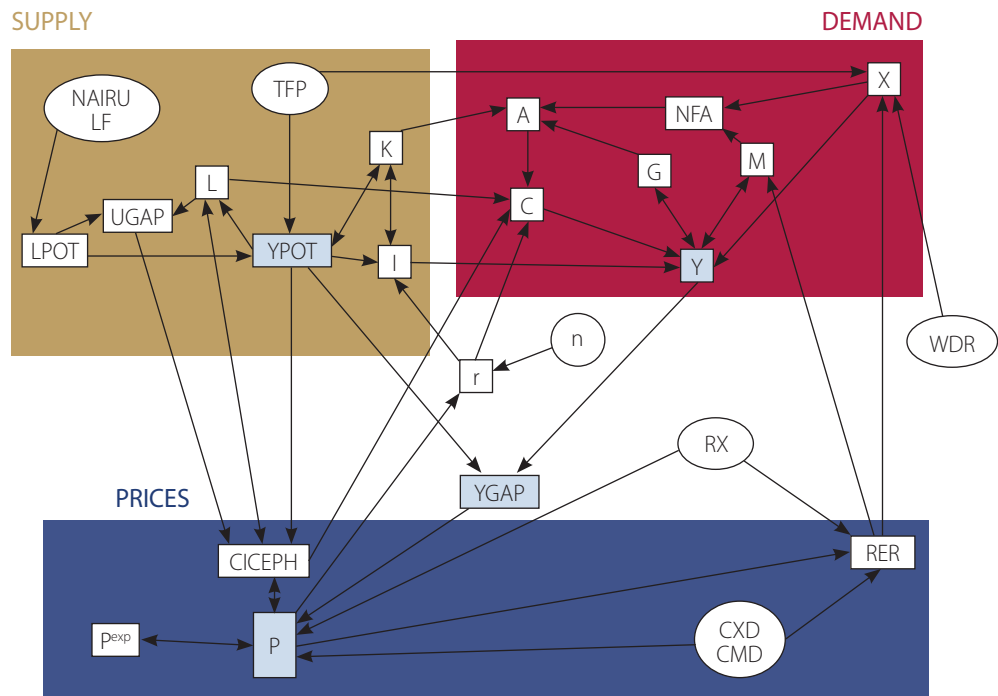 SUPPLY
DEMAND
NAIRU
LF
TFP
X
A
NFA
K
M
G
L
C
UGAP
LPOT
YPOT
I
Y
n
WDR
r
RX
YGAP
PRICES
CICEPH
RER
Pexp
P
CXD
CMD